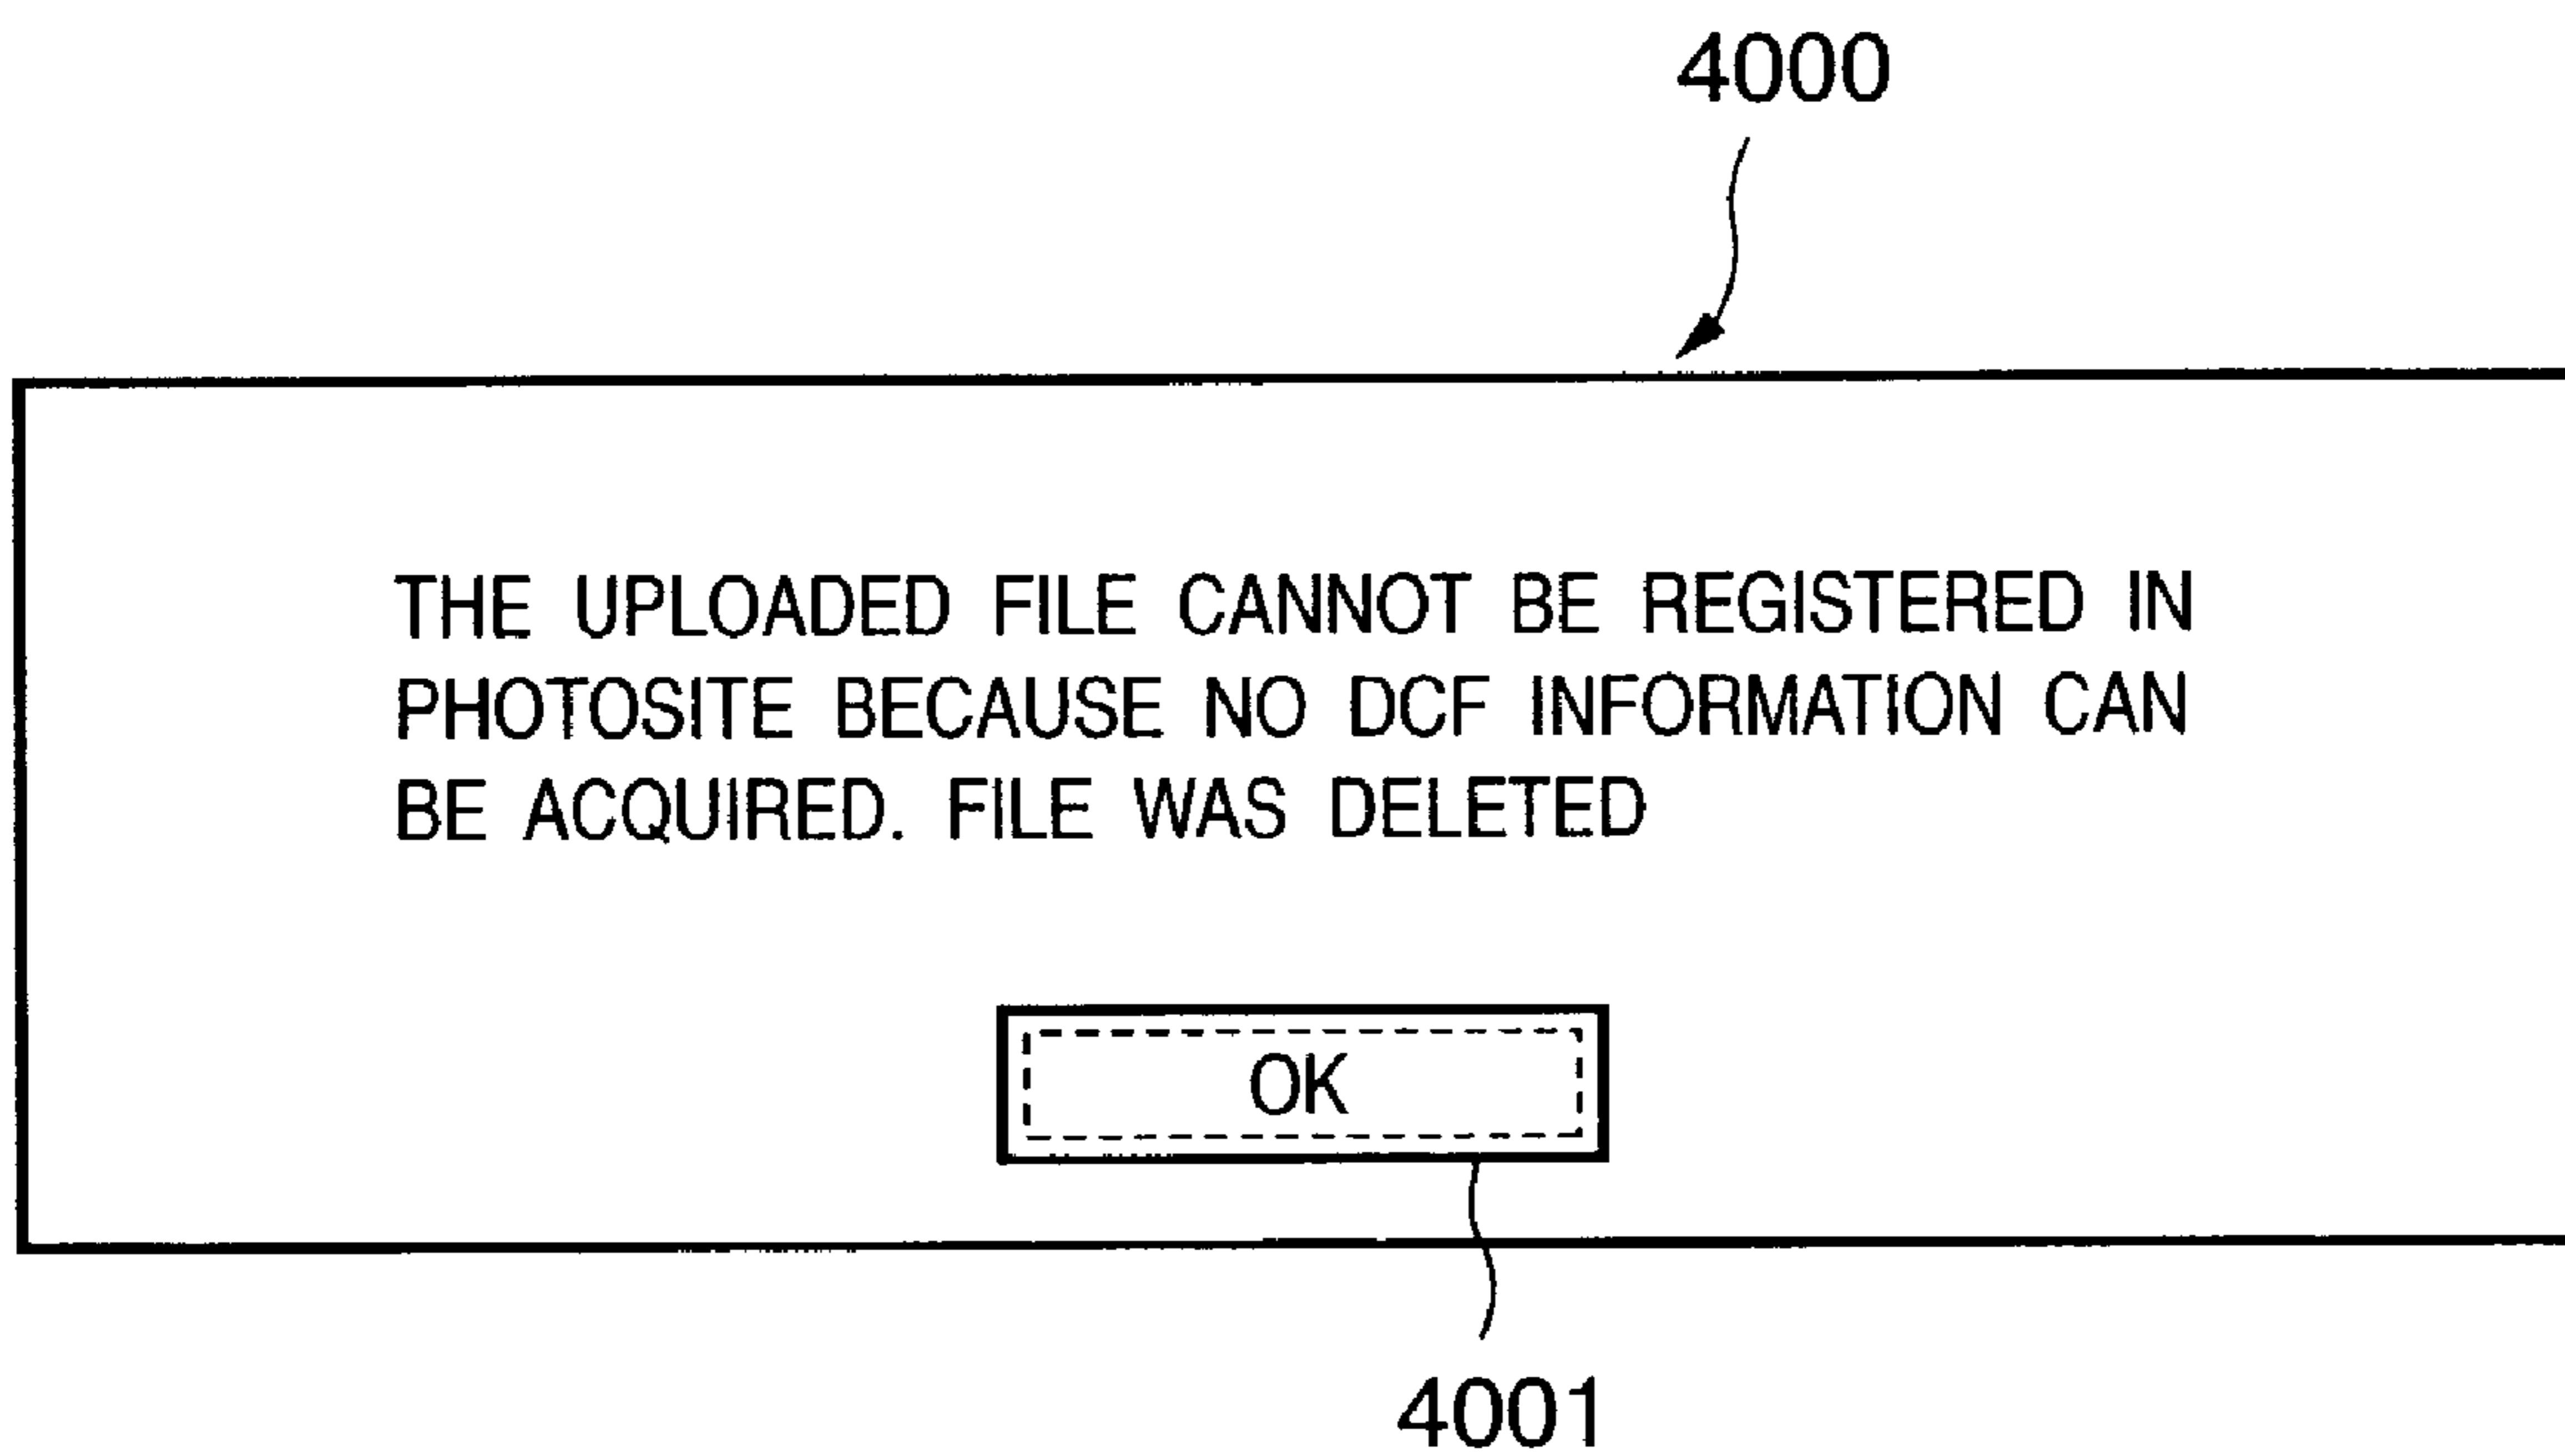 4000
THE UPLOADED FILE CANNOT BE REGISTERED IN
PHOTOSITE BECAUSE NO DCF INFORMATION CAN
BE ACQUIRED. FILE WAS DELETED
OK
4001